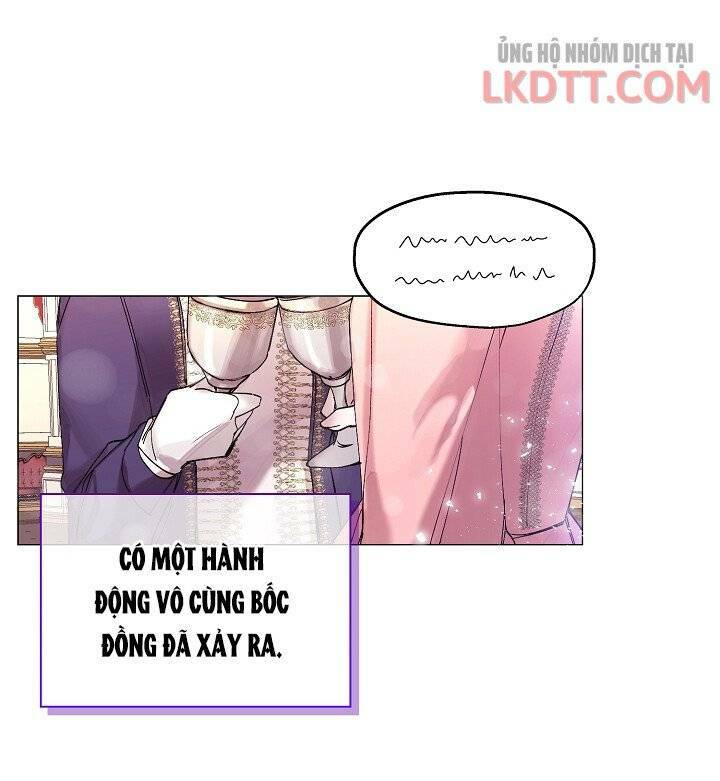 ỦNG HỘ NHÓM DỊCH TẠI
LKDTT.COM
CÓ MỘT HÀNH
ĐỘNG VÔ CÙNG BỐC
ĐỒNG ĐÃ XẢY RA.